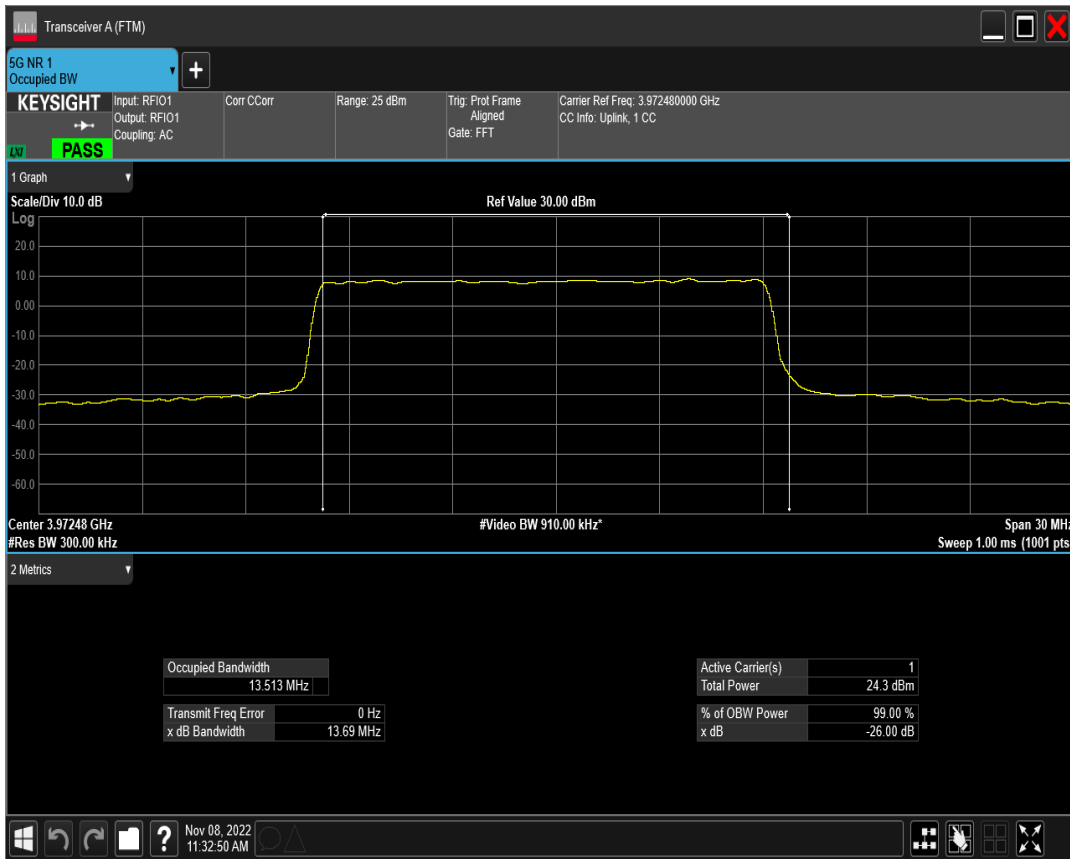 Transceiver A (FTM)
5G NR 1
Occupied BW
+
KEYSIGHT
LXI
PASS
Input: RFIO1
Output: RFIO1
Coupling: AC
Corr CCorr
Range: 25 dBm
Trig: Prot Frame
Aligned
Gate: FFT
Carrier Ref Freq: 3.972480000 GHz
CC Info: Uplink, 1 CC
1 Graph
Scale/Div 10.0 dB
Ref Value 30.00 dBm
Log
20.0
10.0
0.00
-10.0
-20.0
-30.0
-40.0
-50.0
-60.0
Center 3.97248 GHz
#Video BW 910.00 kHz*
Span 30 MHz
#Res BW 300.00 kHz
Sweep 1.00 ms (1001 pts
2 Metrics
Occupied Bandwidth
13.513 MHz
Transmit Freq Error 0 Hz
x dB Bandwidth 13.69 MHz
Active Carrier(s) 1
Total Power 24.3 dBm
% of OBW Power 99.00 %
x dB -26.00 dB
?
Nov 08, 2022
11:32:50 AM